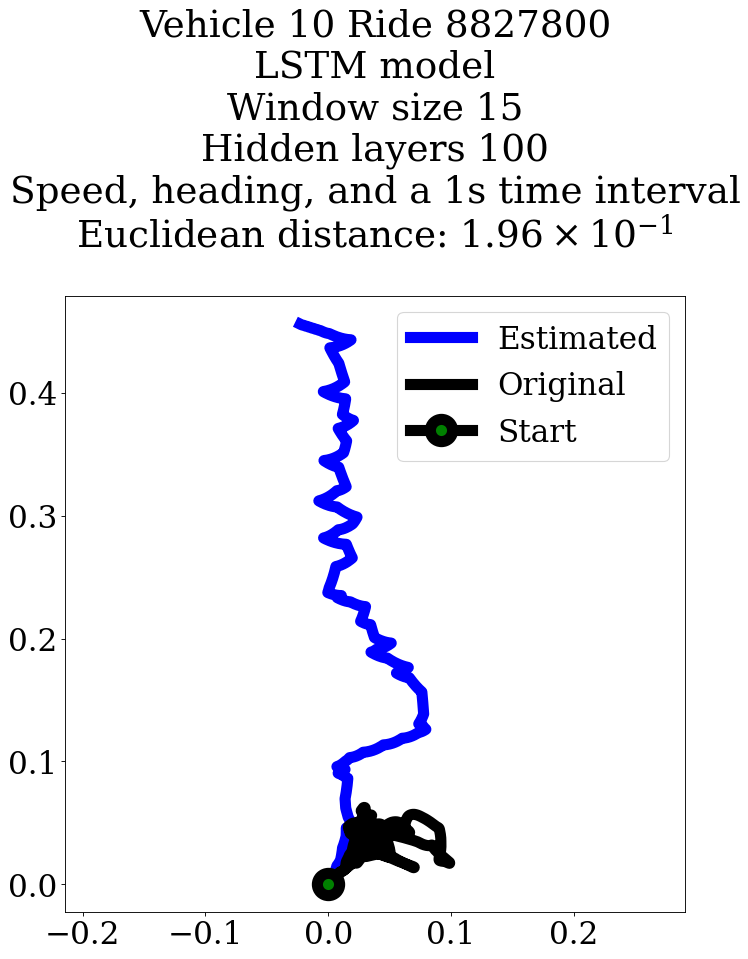 Vehicle 10 Ride 8827800
LSTM model
Window size 15
Hidden layers 100
Speed, heading, and a 1s time interval
Euclidean distance: 1.96 × 10⁻¹
Estimated
Original
Start
0.4
0.3
0.2
0.1
0.0
−0.2 −0.1 0.0 0.1 0.2